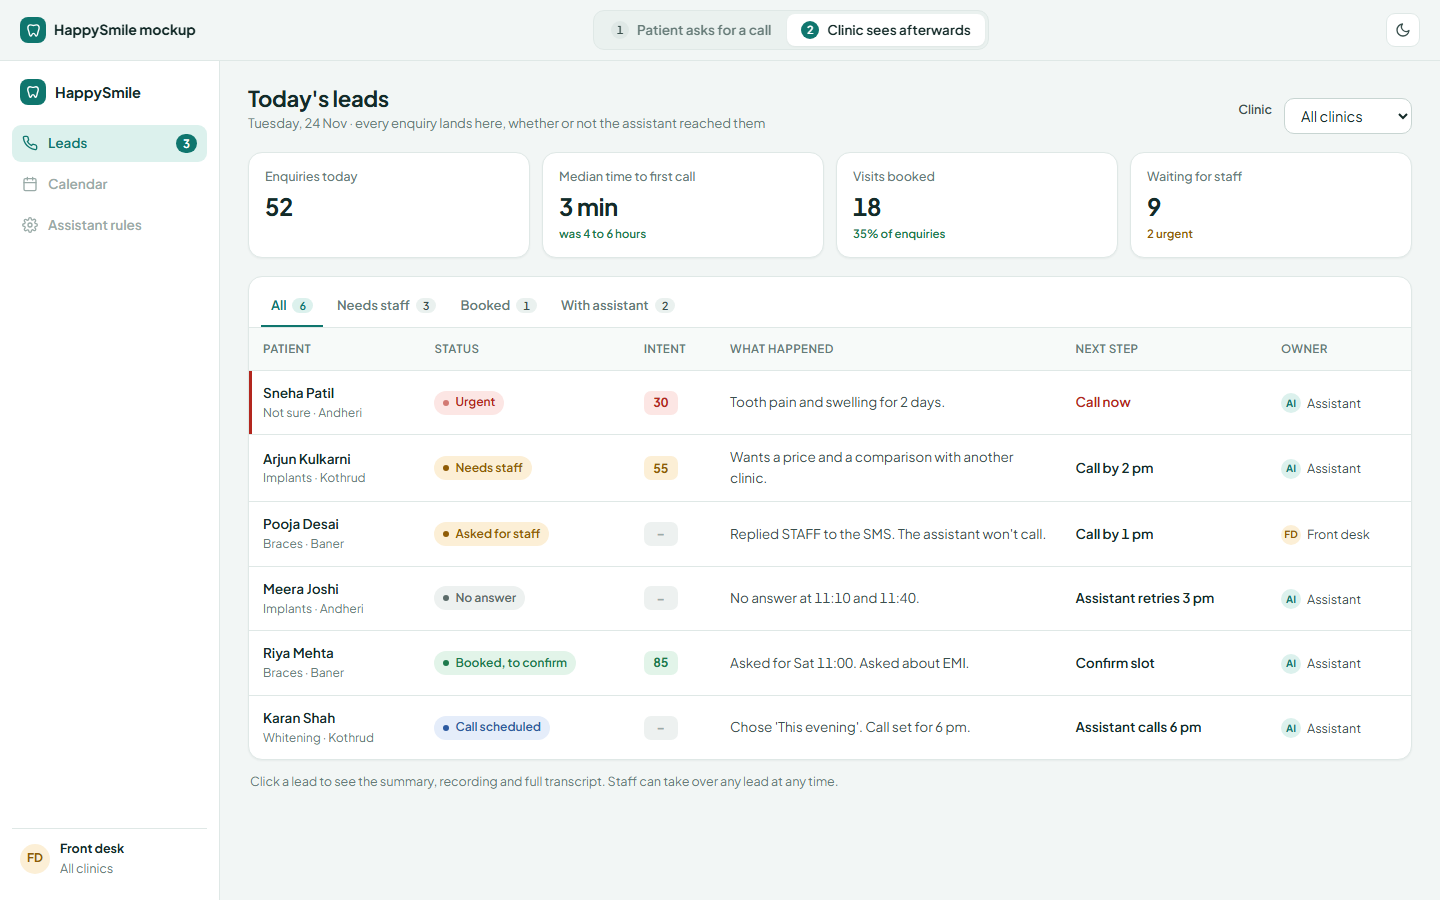 HappySmile mockup
1 Patient asks for a call
2 Clinic sees afterwards
HappySmile
Leads 3
Calendar
Assistant rules
Front desk
All clinics
FD
Today's leads
Tuesday, 24 Nov · every enquiry lands here, whether or not the assistant reached them
Clinic All clinics
Enquiries today
52
Median time to first call
3 min
was 4 to 6 hours
Visits booked
18
35% of enquiries
Waiting for staff
9
2 urgent
All 6 Needs staff 3 Booked 1 With assistant 2
PATIENT STATUS INTENT WHAT HAPPENED NEXT STEP OWNER
Sneha Patil
Not sure · Andheri
Urgent 30 Tooth pain and swelling for 2 days. Call now AI Assistant
Arjun Kulkarni
Implants · Kothrud
Needs staff 55 Wants a price and a comparison with another
clinic.
Call by 2 pm AI Assistant
Pooja Desai
Braces · Baner
Asked for staff – Replied STAFF to the SMS. The assistant won't call. Call by 1 pm FD Front desk
Meera Joshi
Implants · Andheri
No answer – No answer at 11:10 and 11:40. Assistant retries 3 pm AI Assistant
Riya Mehta
Braces · Baner
Booked, to confirm 85 Asked for Sat 11:00. Asked about EMI. Confirm slot AI Assistant
Karan Shah
Whitening · Kothrud
Call scheduled – Chose 'This evening'. Call set for 6 pm. Assistant calls 6 pm AI Assistant
Click a lead to see the summary, recording and full transcript. Staff can take over any lead at any time.